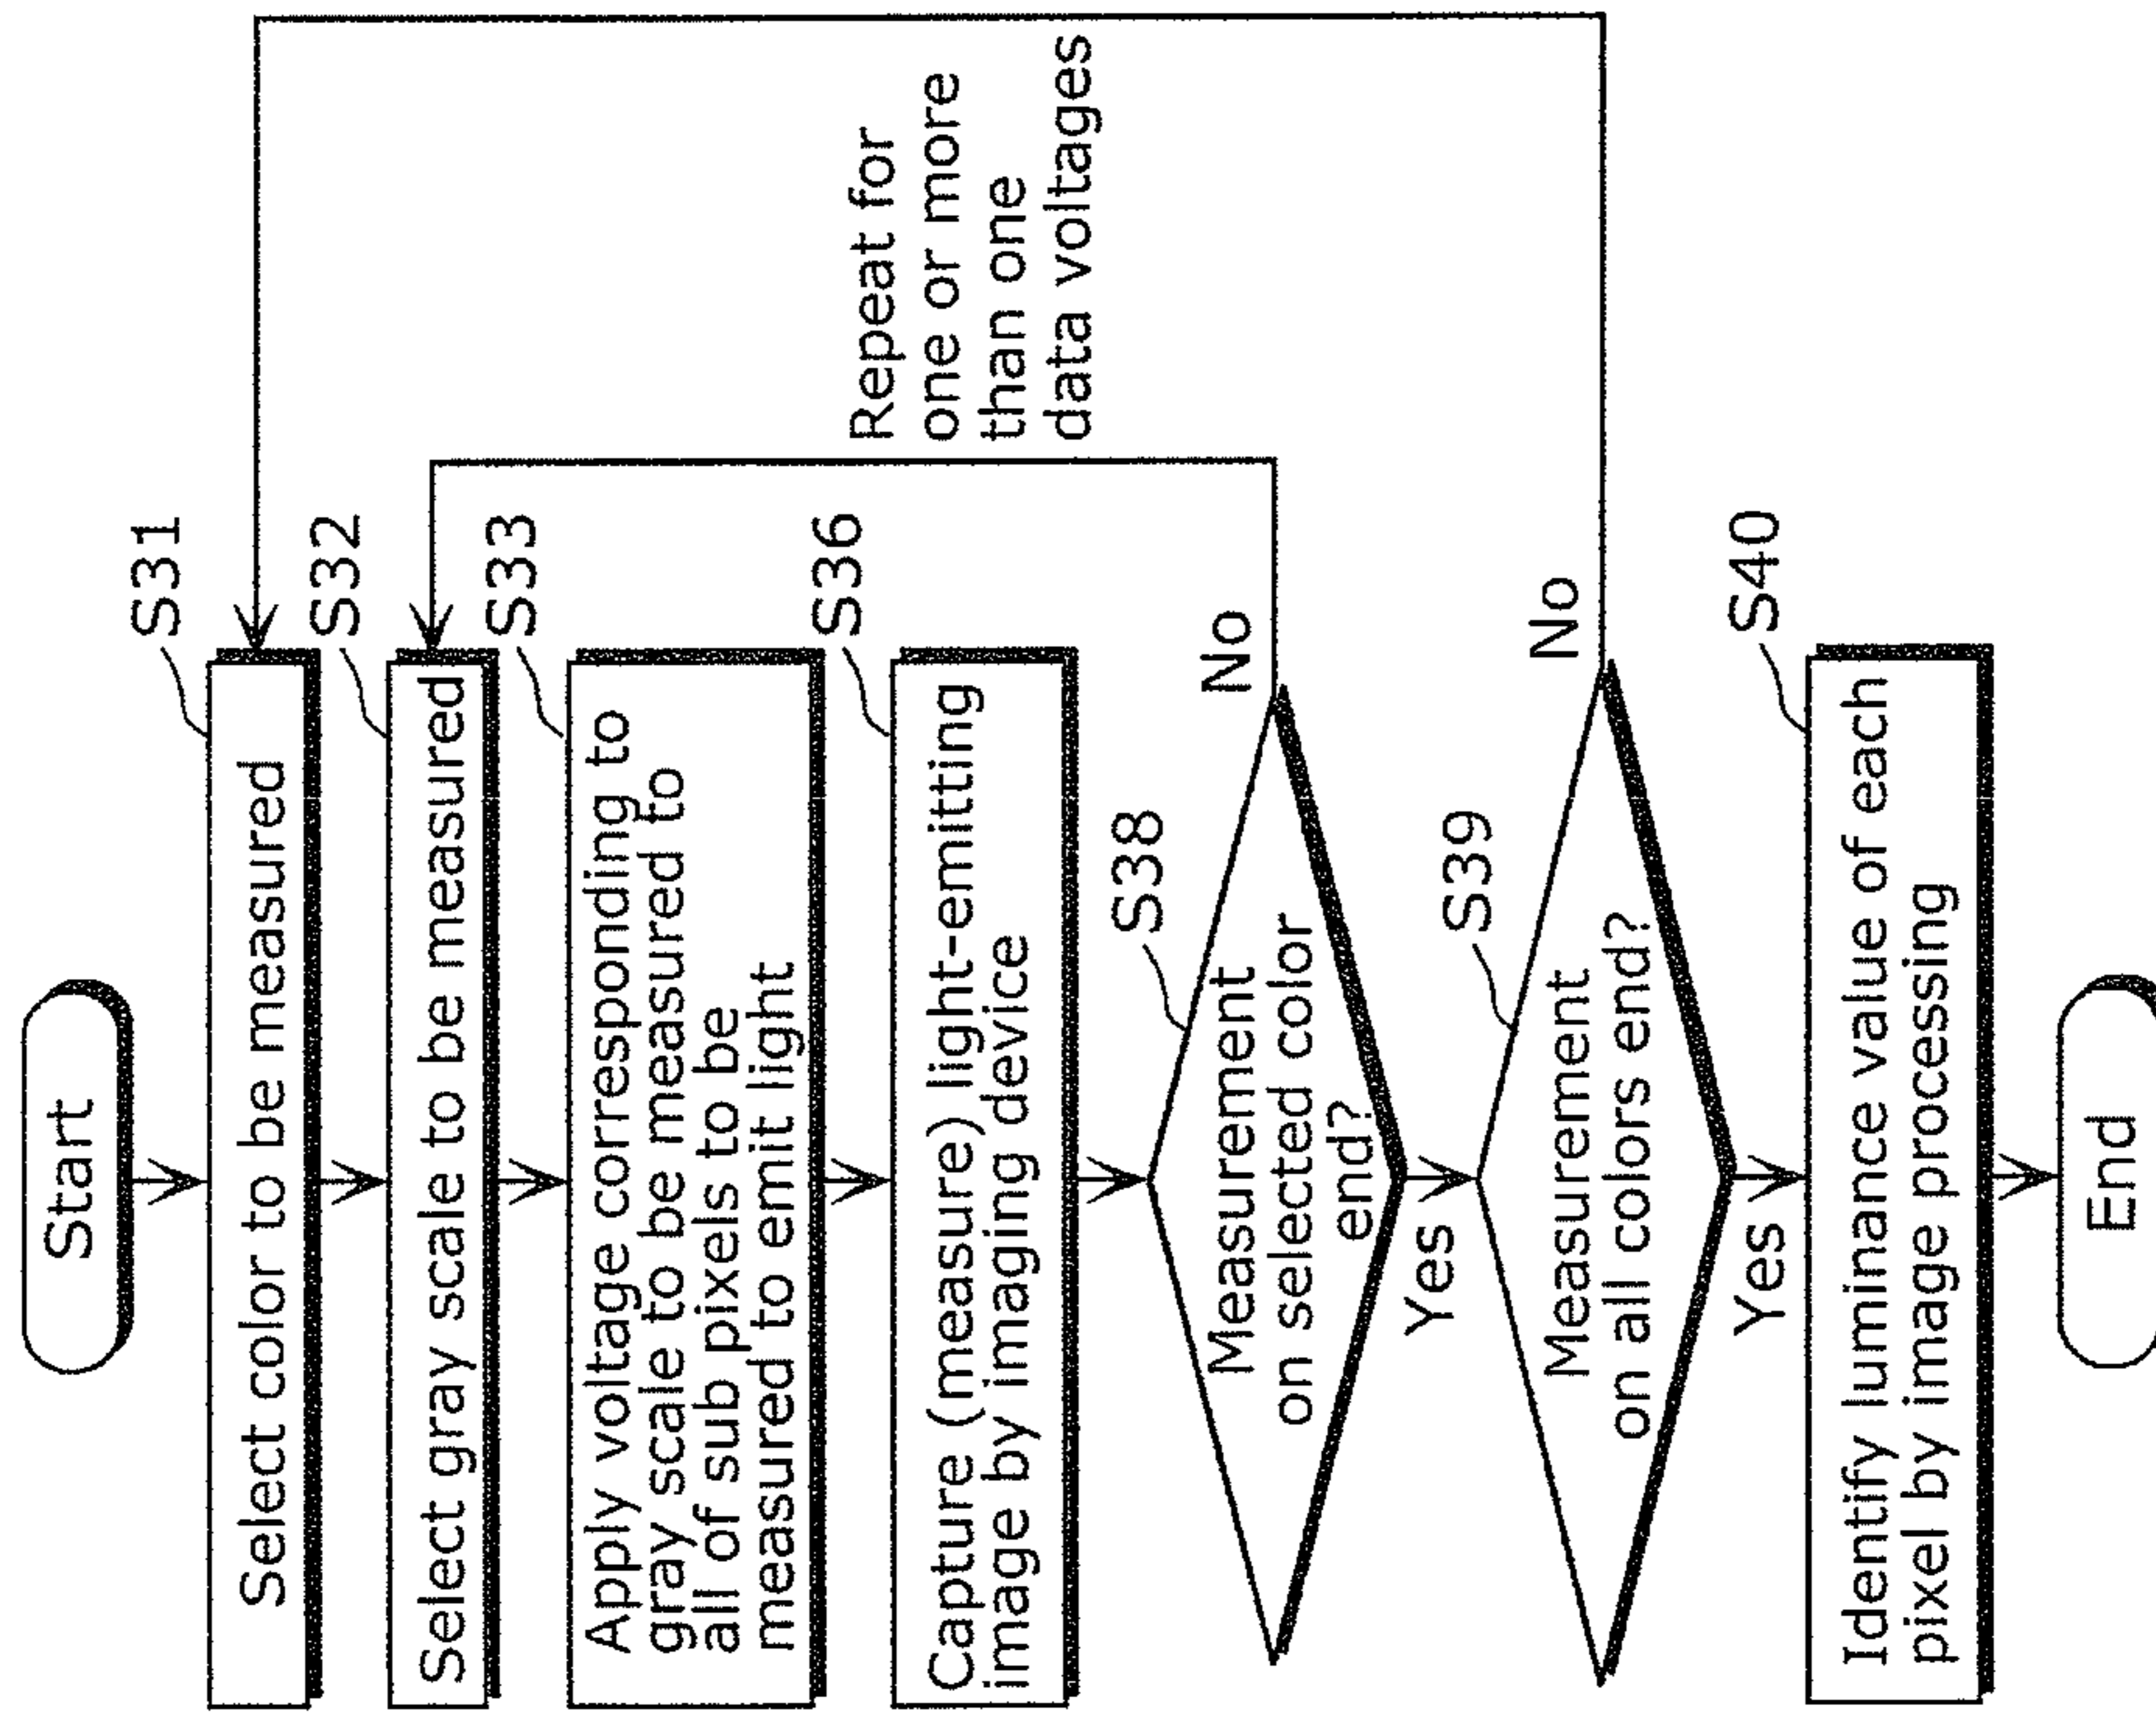 Start
S31
Select color to be measured
S32
Select gray scale to be measured
S33
Apply voltage corresponding to
gray scale to be measured to
all of sub pixels to be
measured to emit light
S36
Capture (measure) light-emitting
image by imaging device
Repeat for
one or more
than one
data voltages
S38
Measurement
on selected color
end?
No
Yes
S39
Measurement
on all colors end?
No
Yes
S40
Identify luminance value of each
pixel by image processing
End